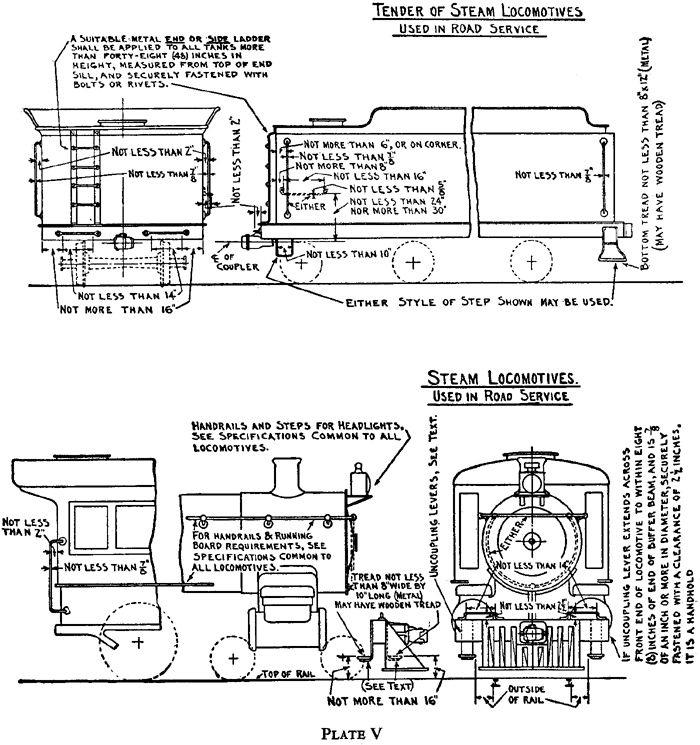 TENDER OF STEAM LOCOMOTIVES
USED IN ROAD SERVICE
A SUITABLE METAL END OR SIDE LADDER
SHALL BE APPLIED TO ALL TANKS MORE
THAN FORTY-EIGHT (48) INCHES IN
HEIGHT, MEASURED FROM TOP OF END
SILL, AND SECURELY FASTENED WITH
BOLTS OR RIVETS.
NOT LESS THAN 2"
NOT LESS THAN 5/8"
NOT LESS THAN 14"
NOT MORE THAN 16"
NOT LESS THAN 2"
NOT MORE THAN 6", OR ON CORNER.
NOT LESS THAN 7/8"
NOT MORE THAN 8"
NOT LESS THAN 16"
NOT LESS THAN 5/8"
EITHER
NOT LESS THAN 24"
NOR MORE THAN 30"
NOT LESS THAN 5/8"
℄ OF
COUPLER
NOT LESS THAN 10"
EITHER STYLE OF STEP SHOWN MAY BE USED.
BOTTOM TREAD NOT LESS THAN 8"X12" (METAL)
(MAY HAVE WOODEN TREAD)
STEAM LOCOMOTIVES.
USED IN ROAD SERVICE
HANDRAILS AND STEPS FOR HEADLIGHTS,
SEE SPECIFICATIONS COMMON TO ALL
LOCOMOTIVES.
NOT LESS
THAN 2"
NOT LESS THAN 7/8"
FOR HANDRAILS & RUNNING
BOARD REQUIREMENTS, SEE
SPECIFICATIONS COMMON TO
ALL LOCOMOTIVES.
TREAD NOT LESS
THAN 8" WIDE BY
10" LONG (METAL)
MAY HAVE WOODEN TREAD
UNCOUPLING LEVERS, SEE TEXT.
TOP OF RAIL
(SEE TEXT)
NOT MORE THAN 16"
EITHER
NOT LESS THAN 14"
NOT LESS THAN 2½"
OUTSIDE
OF RAIL
IF UNCOUPLING LEVER EXTENDS ACROSS
FRONT END OF LOCOMOTIVE TO WITHIN EIGHT
(8) INCHES OF END OF BUFFER BEAM, AND IS 7/8
OF AN INCH OR MORE IN DIAMETER, SECURELY
FASTENED WITH A CLEARANCE OF 2½ INCHES,
IT IS A HANDHOLD
PLATE V